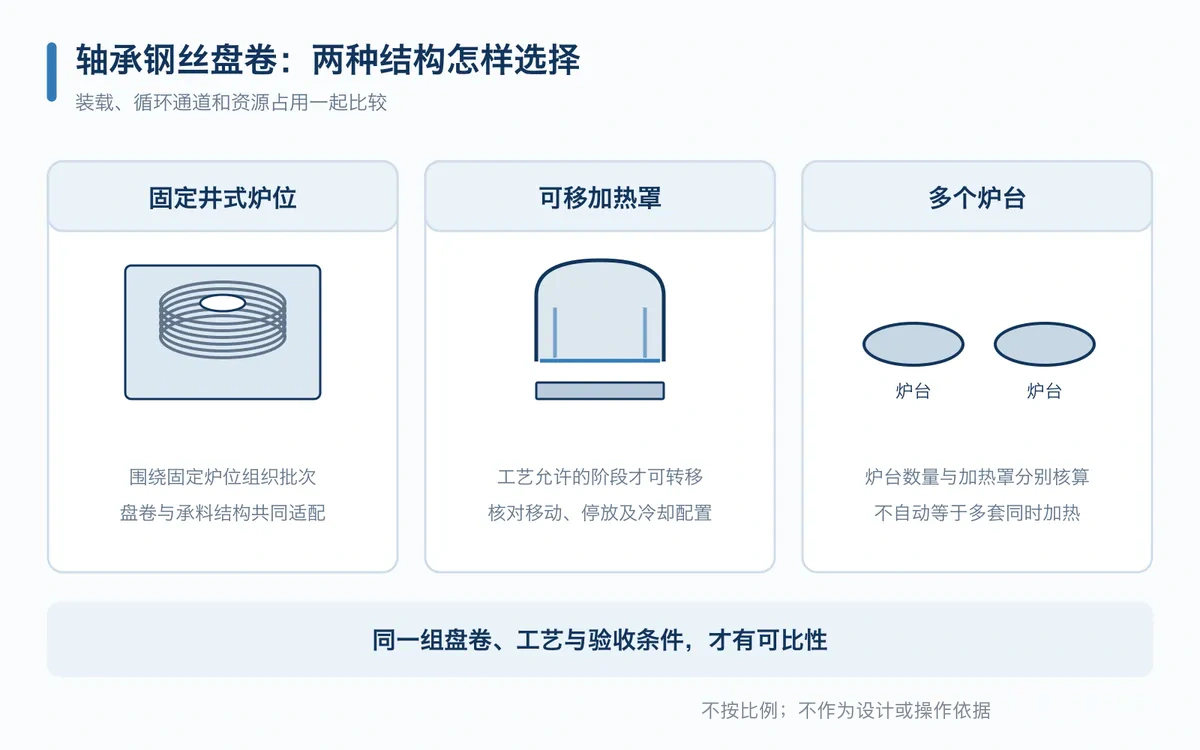 轴承钢丝盘卷：两种结构怎样选择
装载、循环通道和资源占用一起比较
固定井式炉位
围绕固定炉位组织批次
盘卷与承料结构共同适配
可移加热罩
工艺允许的阶段才可转移
核对移动、停放及冷却配置
多个炉台
炉台
炉台
炉台数量与加热罩分别核算
不自动等于多套同时加热
同一组盘卷、工艺与验收条件，才有可比性
不按比例；不作为设计或操作依据